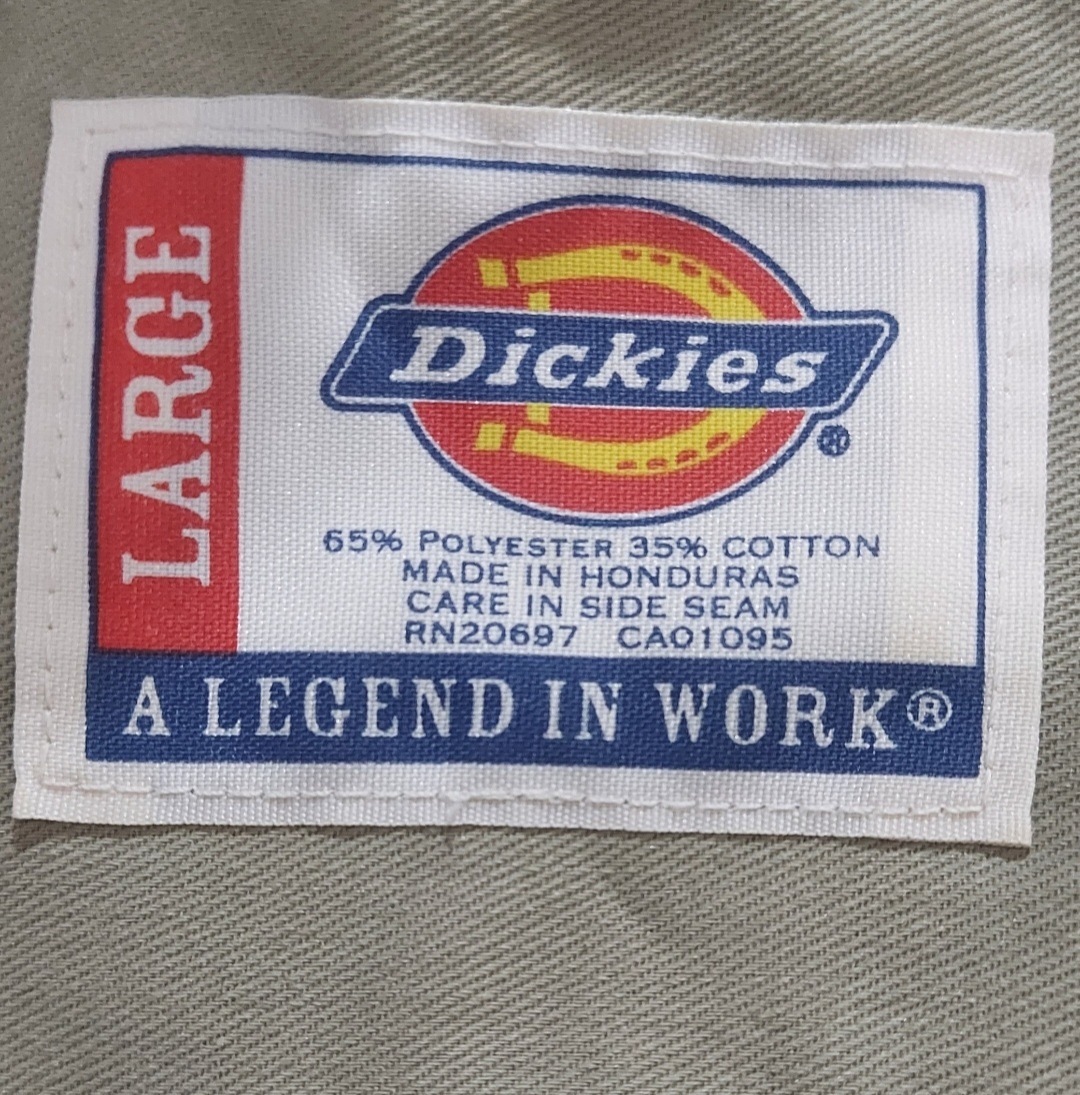 LARGE
Dickies®
65% POLYESTER 35% COTTON
MADE IN HONDURAS
CARE IN SIDE SEAM
RN20697 CA01095
A LEGEND IN WORK®